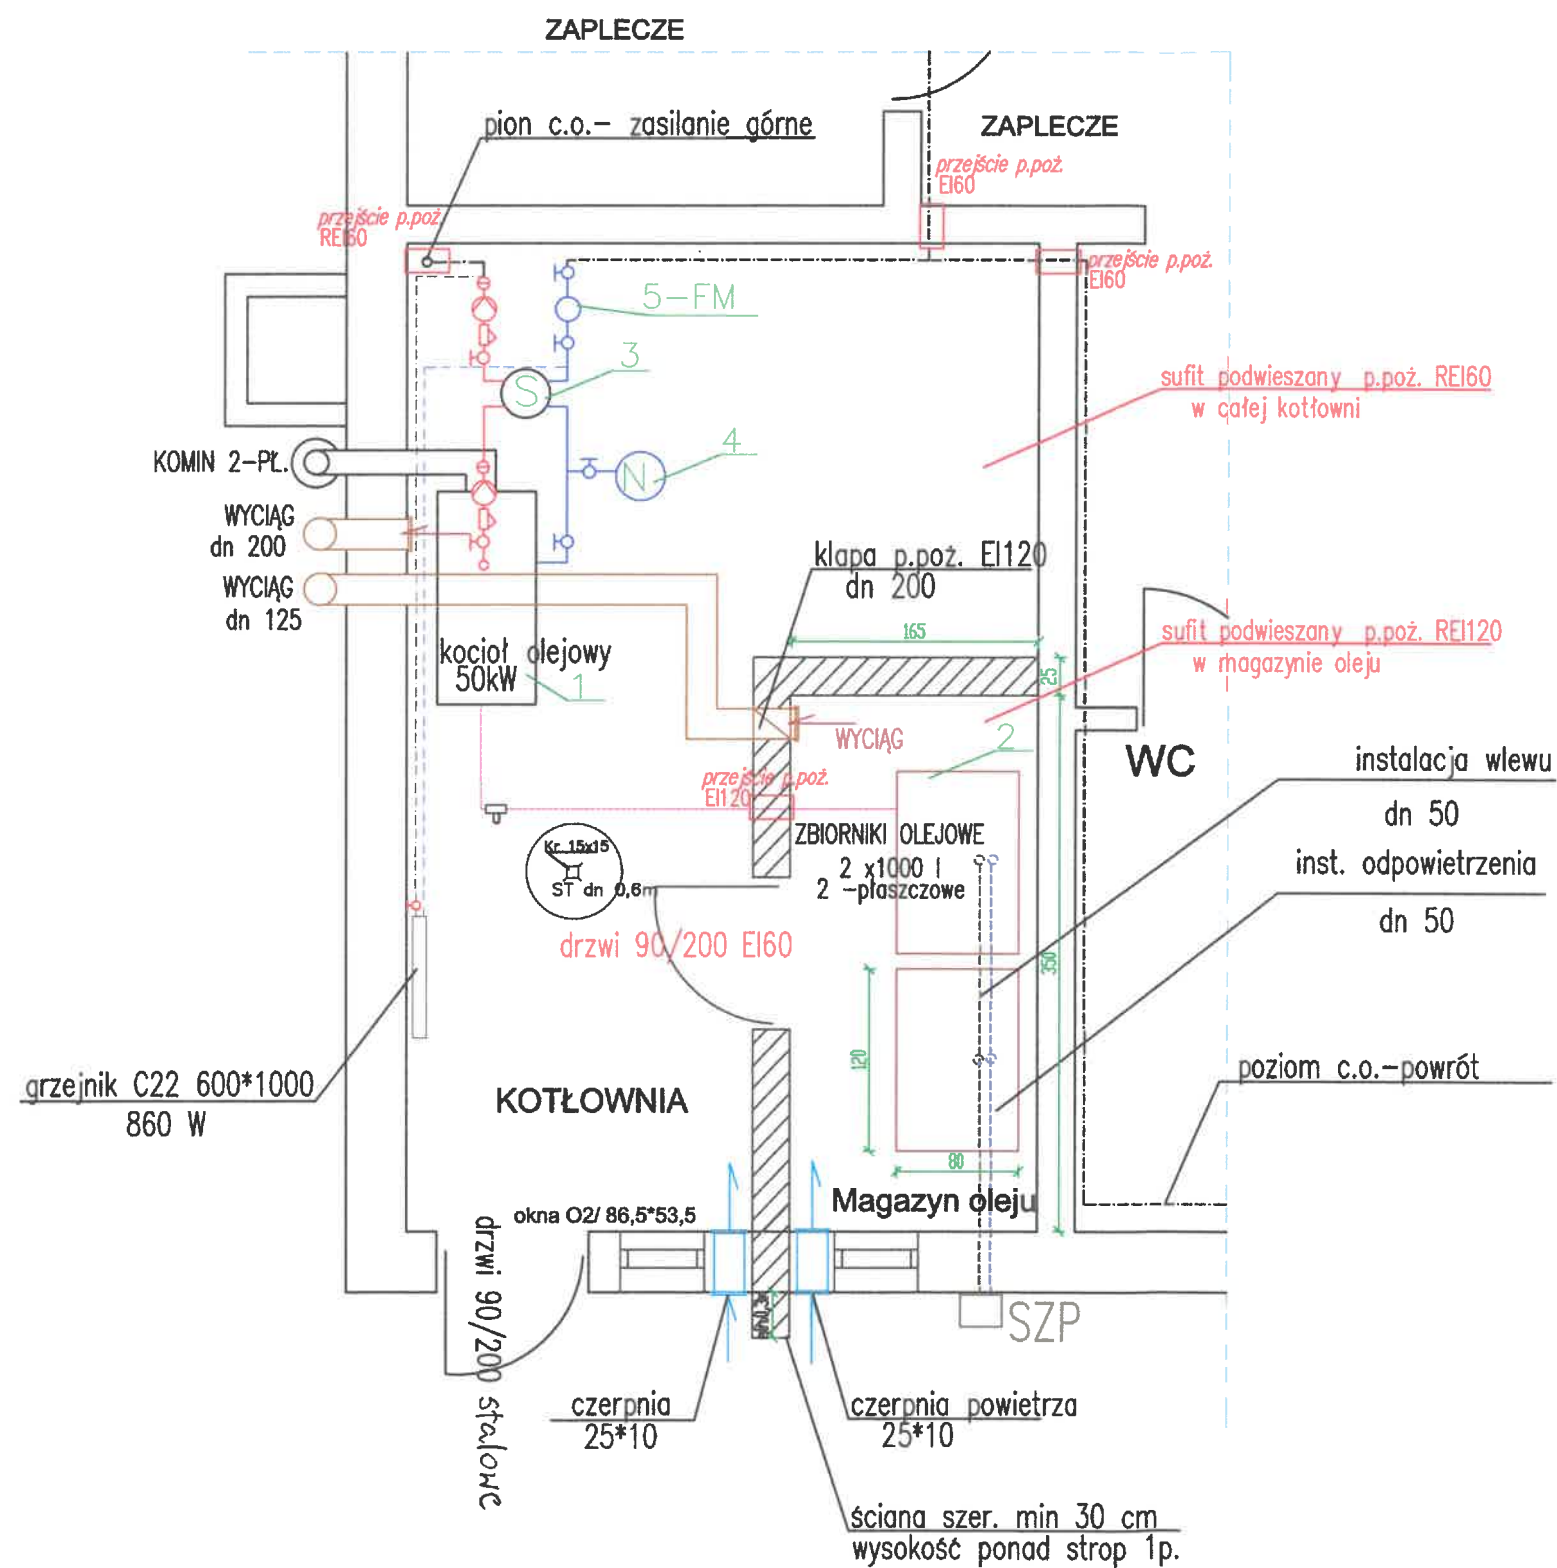 ZAPLECZE
pion c.o.- zasilanie górne
ZAPLECZE
przejście p.poż.
EI60
przejście p.poż.
REI60
przejście p.poż.
EI60
5-FM
3
S
sufit podwieszany p.poż. REI60
w całej kotłowni
4
N
KOMIN 2-PŁ.
WYCIĄG
dn 200
WYCIĄG
dn 125
klapa p.poż. EI120
dn 200
165
25
sufit podwieszany p.poż. REI120
w magazynie oleju
kocioł olejowy
50kW
1
WYCIĄG
2
WC
instalacja wlewu
dn 50
przejście p.poż.
EI120
ZBIORNIKI OLEJOWE
2 x1000 l
2 -płaszczowe
Kr 15x15
ST dn 0,6m
inst. odpowietrzenia
dn 50
drzwi 90/200 EI60
350
120
grzejnik C22 600*1000
860 W
KOTŁOWNIA
poziom c.o.-powrót
80
Magazyn oleju
okna O2/ 86,5*53,5
drzwi 90/200 stalowe
SZP
czerpnia
25*10
czerpnia powietrza
25*10
ściana szer. min 30 cm
wysokość ponad strop 1p.